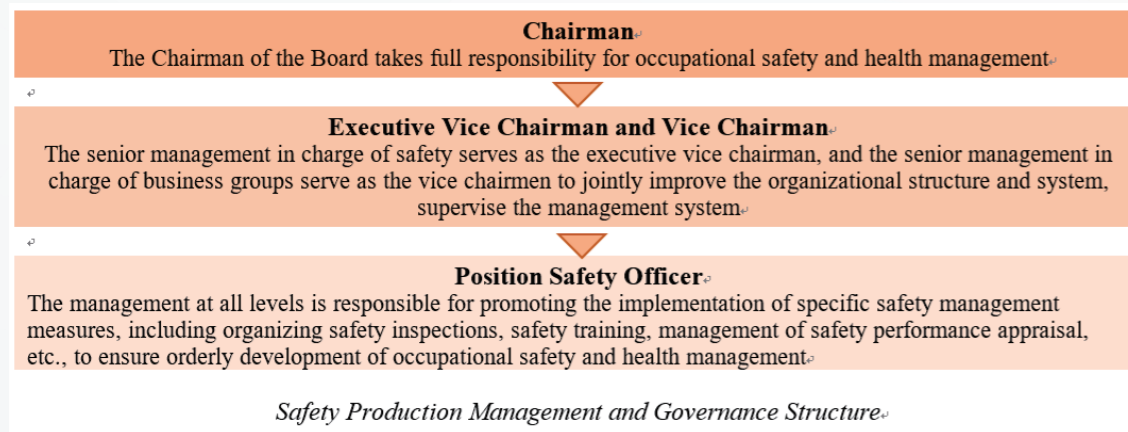 Chairman
The Chairman of the Board takes full responsibility for occupational safety and health management
Executive Vice Chairman and Vice Chairman
The senior management in charge of safety serves as the executive vice chairman, and the senior management in
charge of business groups serve as the vice chairmen to jointly improve the organizational structure and system,
supervise the management system
Position Safety Officer
The management at all levels is responsible for promoting the implementation of specific safety management
measures, including organizing safety inspections, safety training, management of safety performance appraisal,
etc., to ensure orderly development of occupational safety and health management
Safety Production Management and Governance Structure